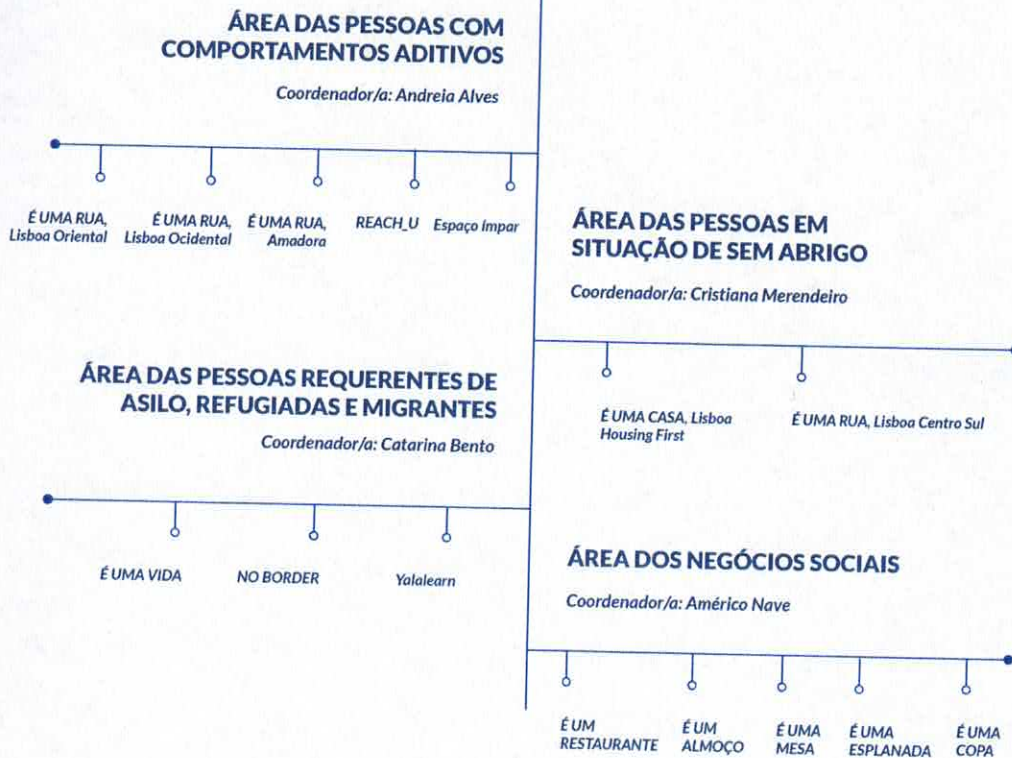 ÁREA DAS PESSOAS COM
COMPORTAMENTOS ADITIVOS
Coordenador/a: Andreia Alves
É UMA RUA,
Lisboa Oriental
É UMA RUA,
Lisboa Ocidental
É UMA RUA,
Amadora
REACH_U
Espaço Ímpar
ÁREA DAS PESSOAS EM
SITUAÇÃO DE SEM ABRIGO
Coordenador/a: Cristiana Merendeiro
É UMA CASA, Lisboa
Housing First
É UMA RUA, Lisboa Centro Sul
ÁREA DAS PESSOAS REQUERENTES DE
ASILO, REFUGIADAS E MIGRANTES
Coordenador/a: Catarina Bento
É UMA VIDA
NO BORDER
Yalalearn
ÁREA DOS NEGÓCIOS SOCIAIS
Coordenador/a: Américo Nave
É UM
RESTAURANTE
É UM
ALMOÇO
É UMA
MESA
É UMA
ESPLANADA
É UMA
COPA